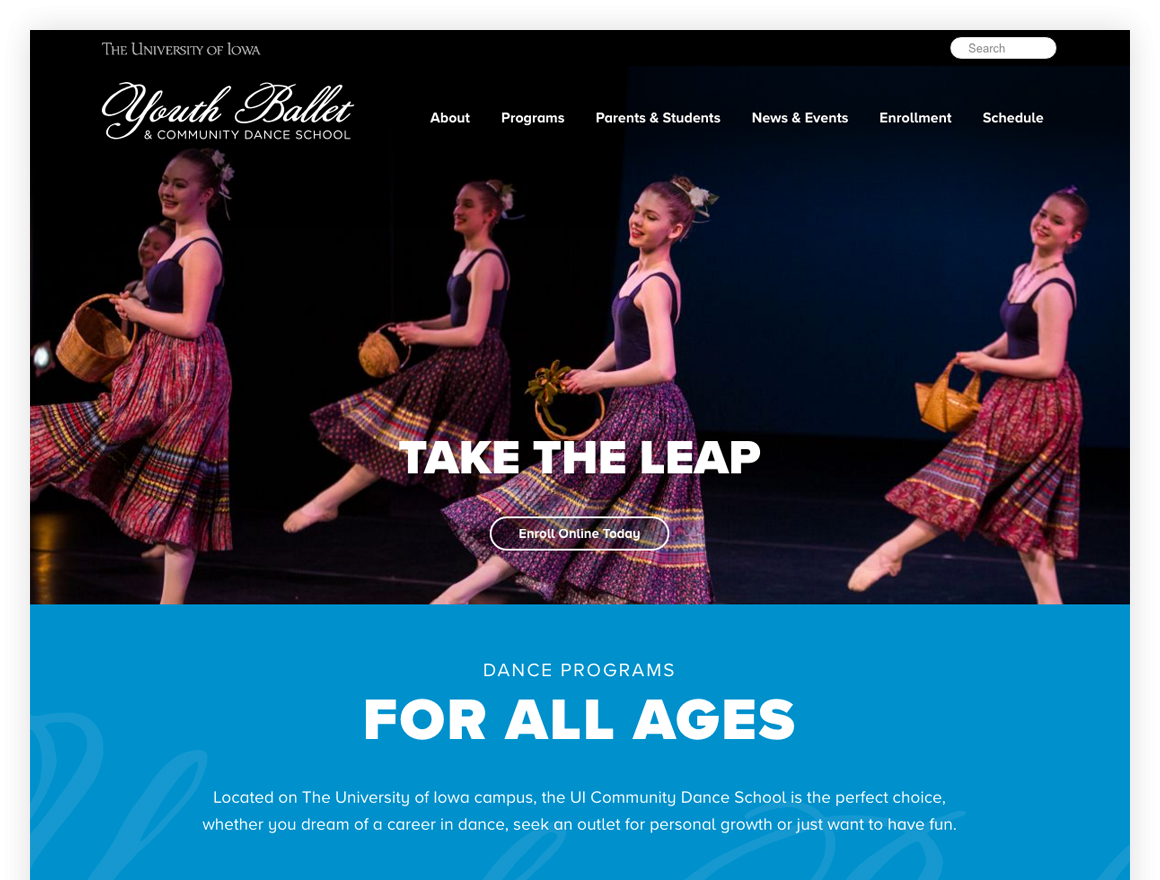 The University of Iowa
Search
Youth Ballet
& COMMUNITY DANCE SCHOOL
About Programs Parents & Students News & Events Enrollment Schedule
TAKE THE LEAP
Enroll Online Today
DANCE PROGRAMS
FOR ALL AGES
Located on The University of Iowa campus, the UI Community Dance School is the perfect choice,
whether you dream of a career in dance, seek an outlet for personal growth or just want to have fun.